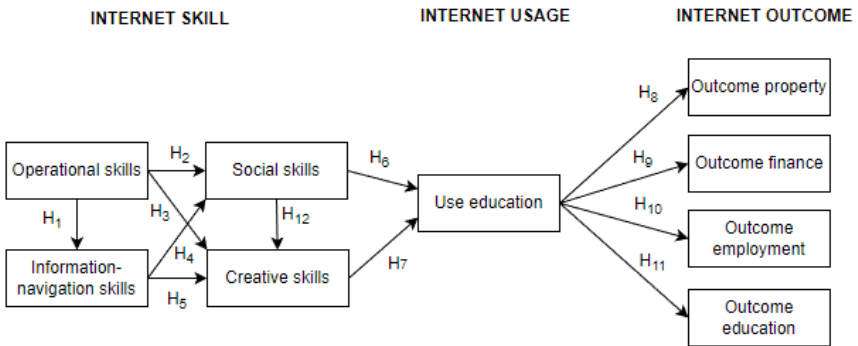 INTERNET SKILL
INTERNET USAGE
INTERNET OUTCOME
Operational skills
Information-
navigation skills
Social skills
Creative skills
Use education
Outcome property
Outcome finance
Outcome
employment
Outcome
education
H1
H2
H3
H4
H5
H12
H6
H7
H8
H9
H10
H11